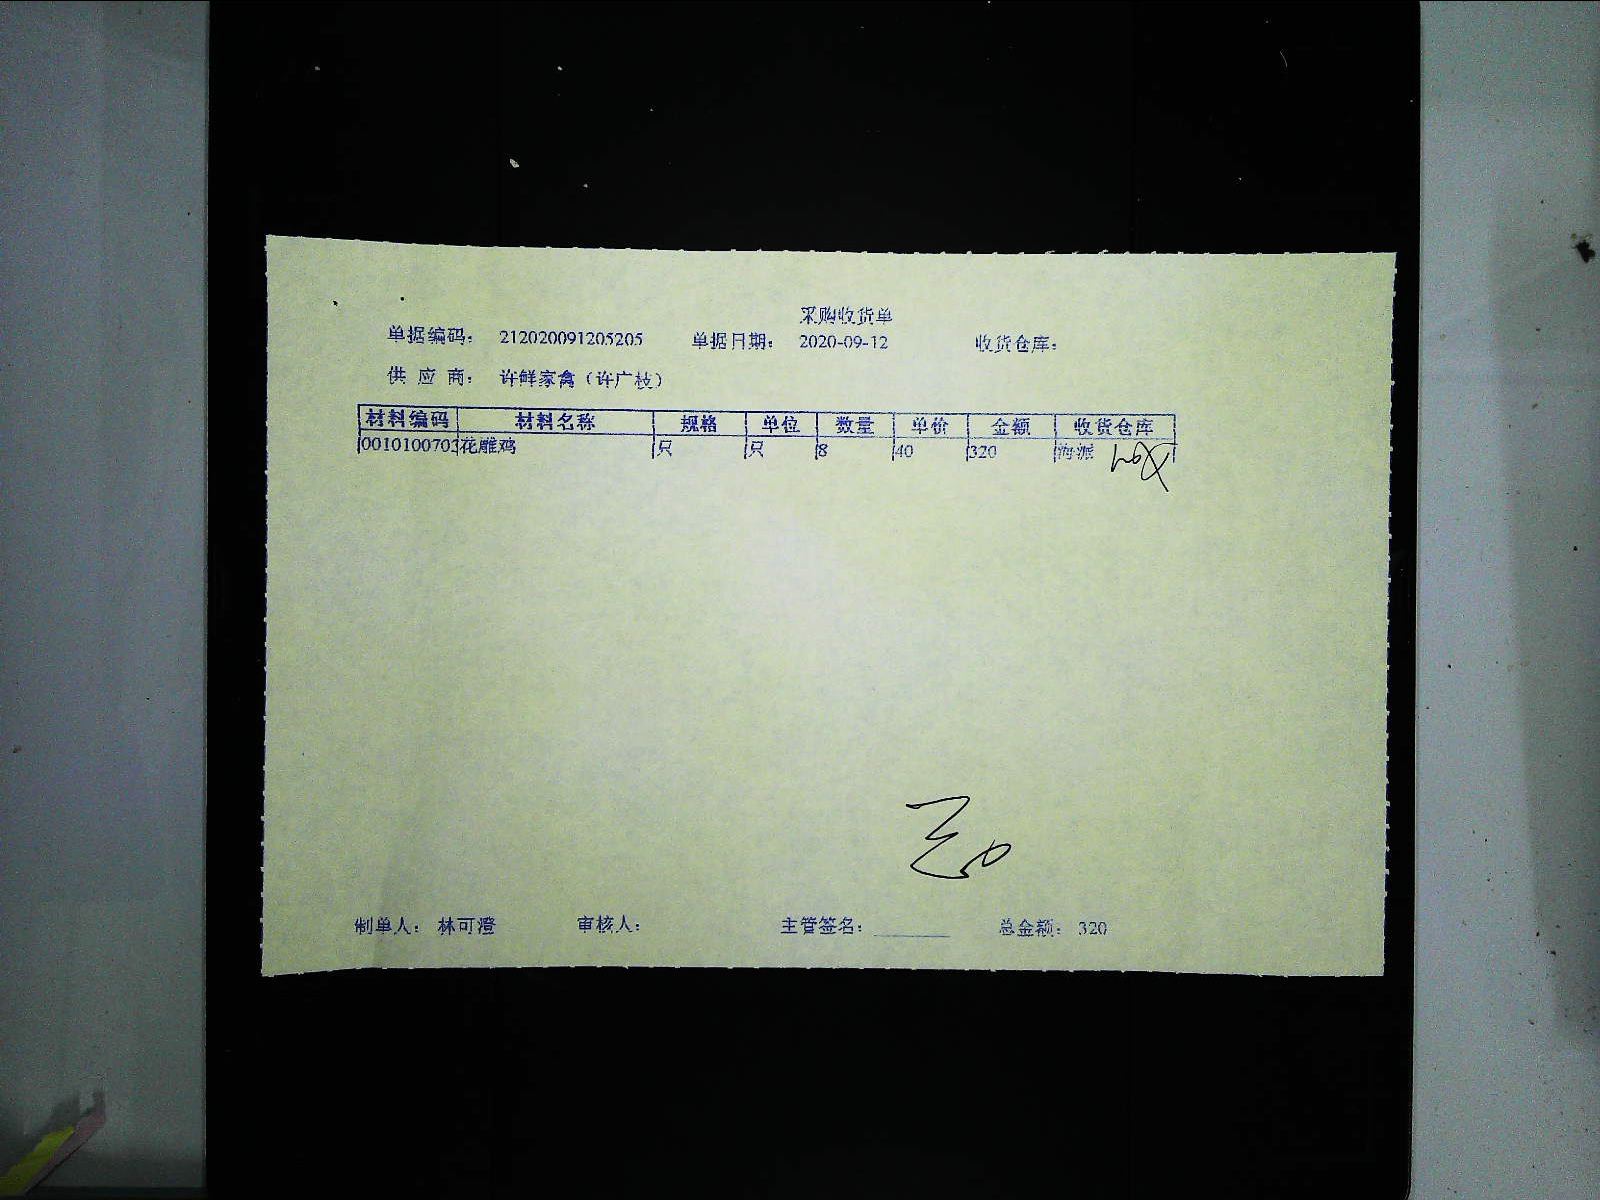 采购收货单
单据编码： 212020091205205 单据日期： 2020-09-12 收货仓库：
供 应 商： 许鲜家禽（许广枝）
材料编码 材料名称 规格 单位 数量 单价 金额 收货仓库
0010100703 花雕鸡 只 只 8 40 320 海派
制单人： 林可澄 审核人： 主管签名： 总金额： 320